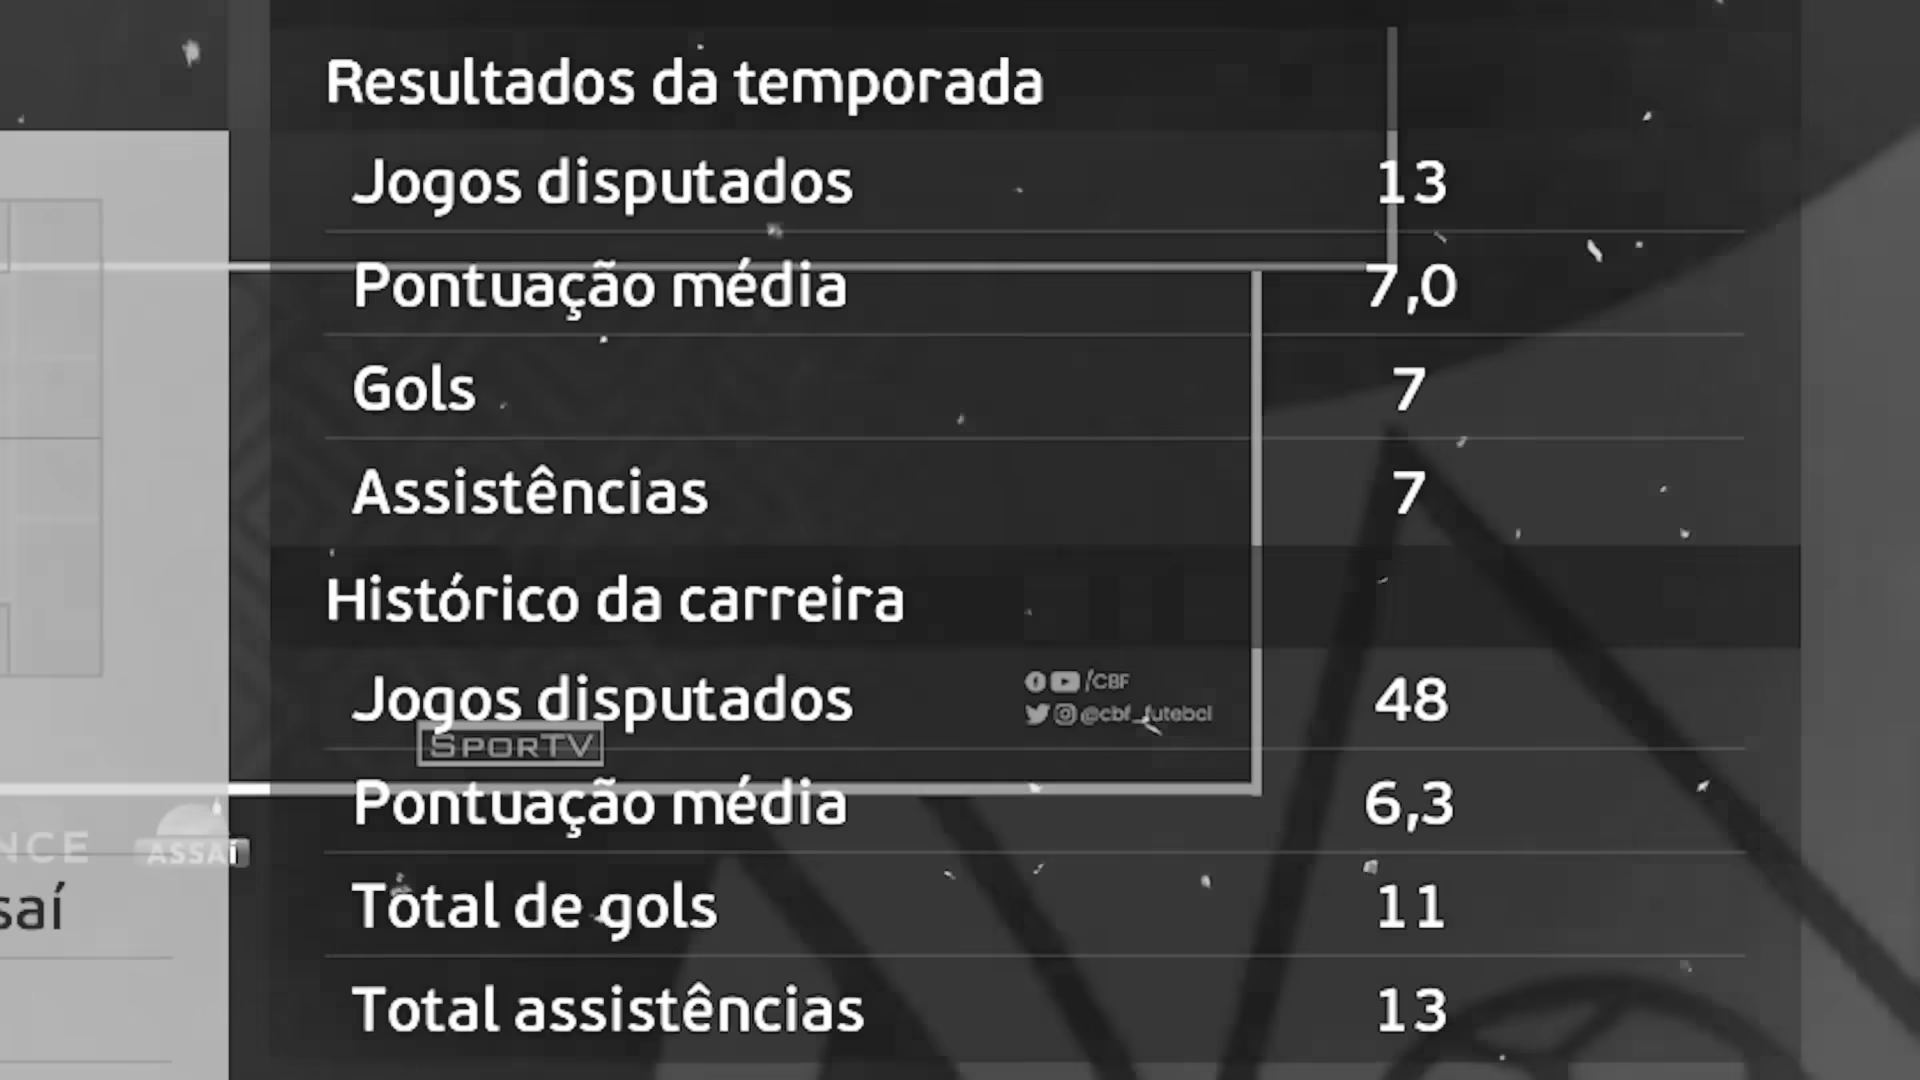 Resultados da temporada
Jogos disputados 13
Pontuação média 7,0
Gols 7
Assistências 7
Histórico da carreira
Jogos disputados 48
/CBF
@cbf_futebol
SPORTV
Pontuação média 6,3
NCE
ASSAÍ
saí
Total de gols 11
Total assistências 13